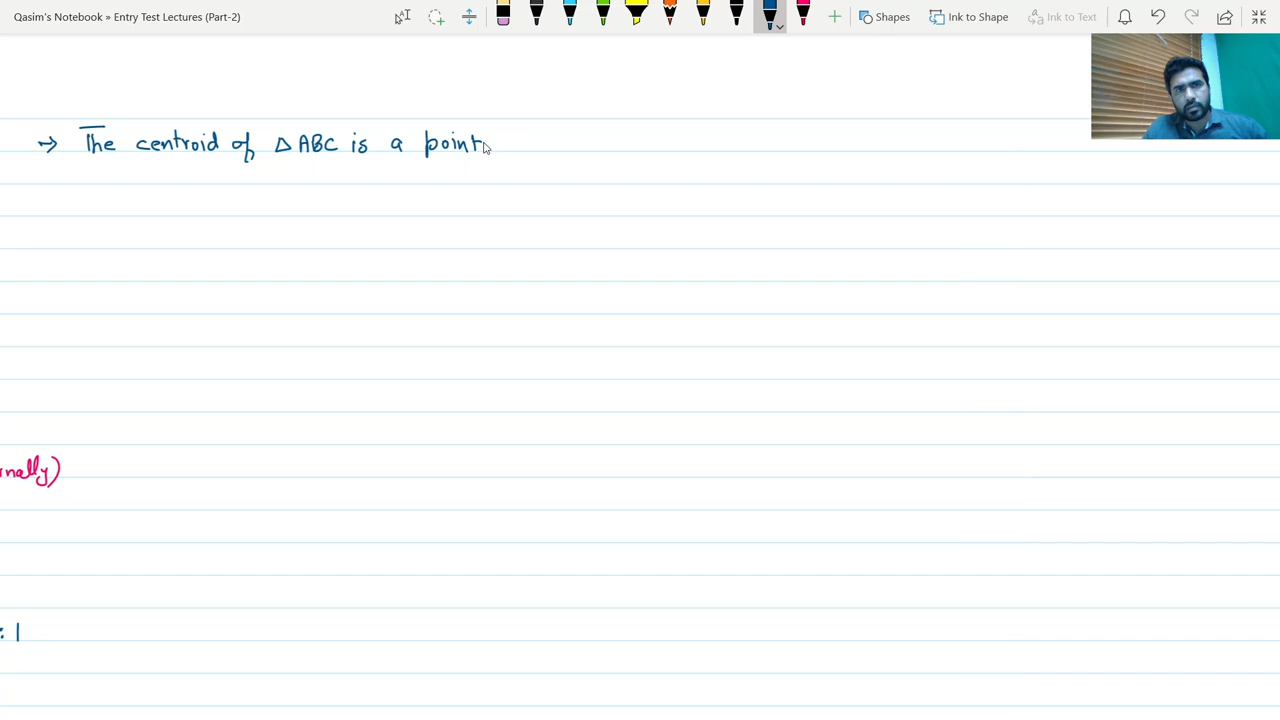 Qasim's Notebook » Entry Test Lectures (Part-2)
Shapes
Ink to Shape
Ink to Text
→ The centroid of △ABC is a point
nally)
: 1